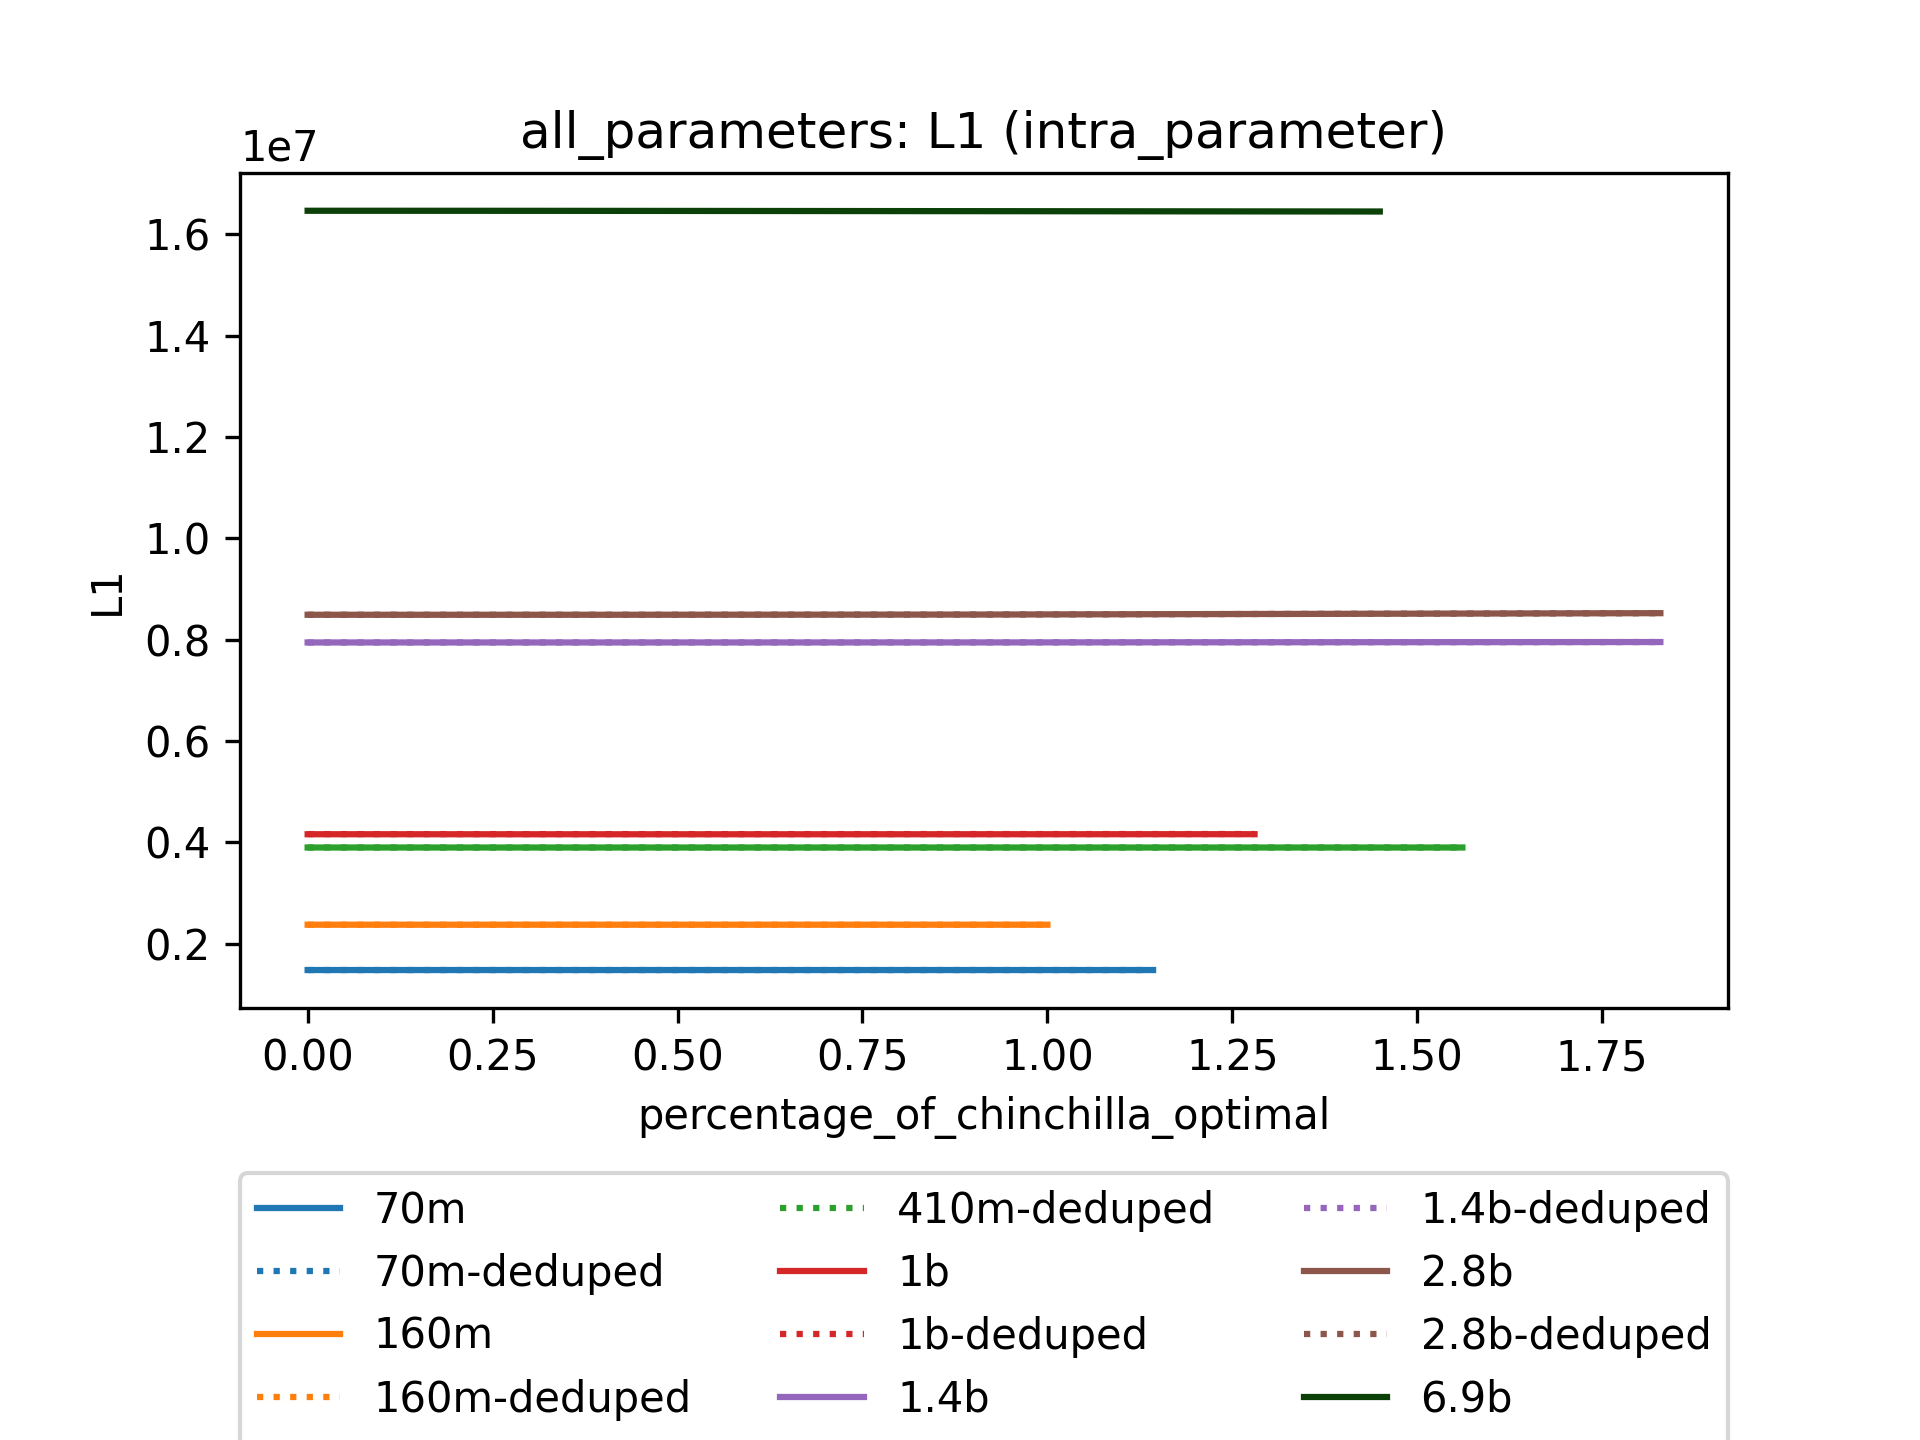 all_parameters: L1 (intra_parameter)
1e7
1.6
1.4
1.2
1.0
0.8
0.6
0.4
0.2
L1
0.00 0.25 0.50 0.75 1.00 1.25 1.50 1.75
percentage_of_chinchilla_optimal
70m
70m-deduped
160m
160m-deduped
410m-deduped
1b
1b-deduped
1.4b
1.4b-deduped
2.8b
2.8b-deduped
6.9b